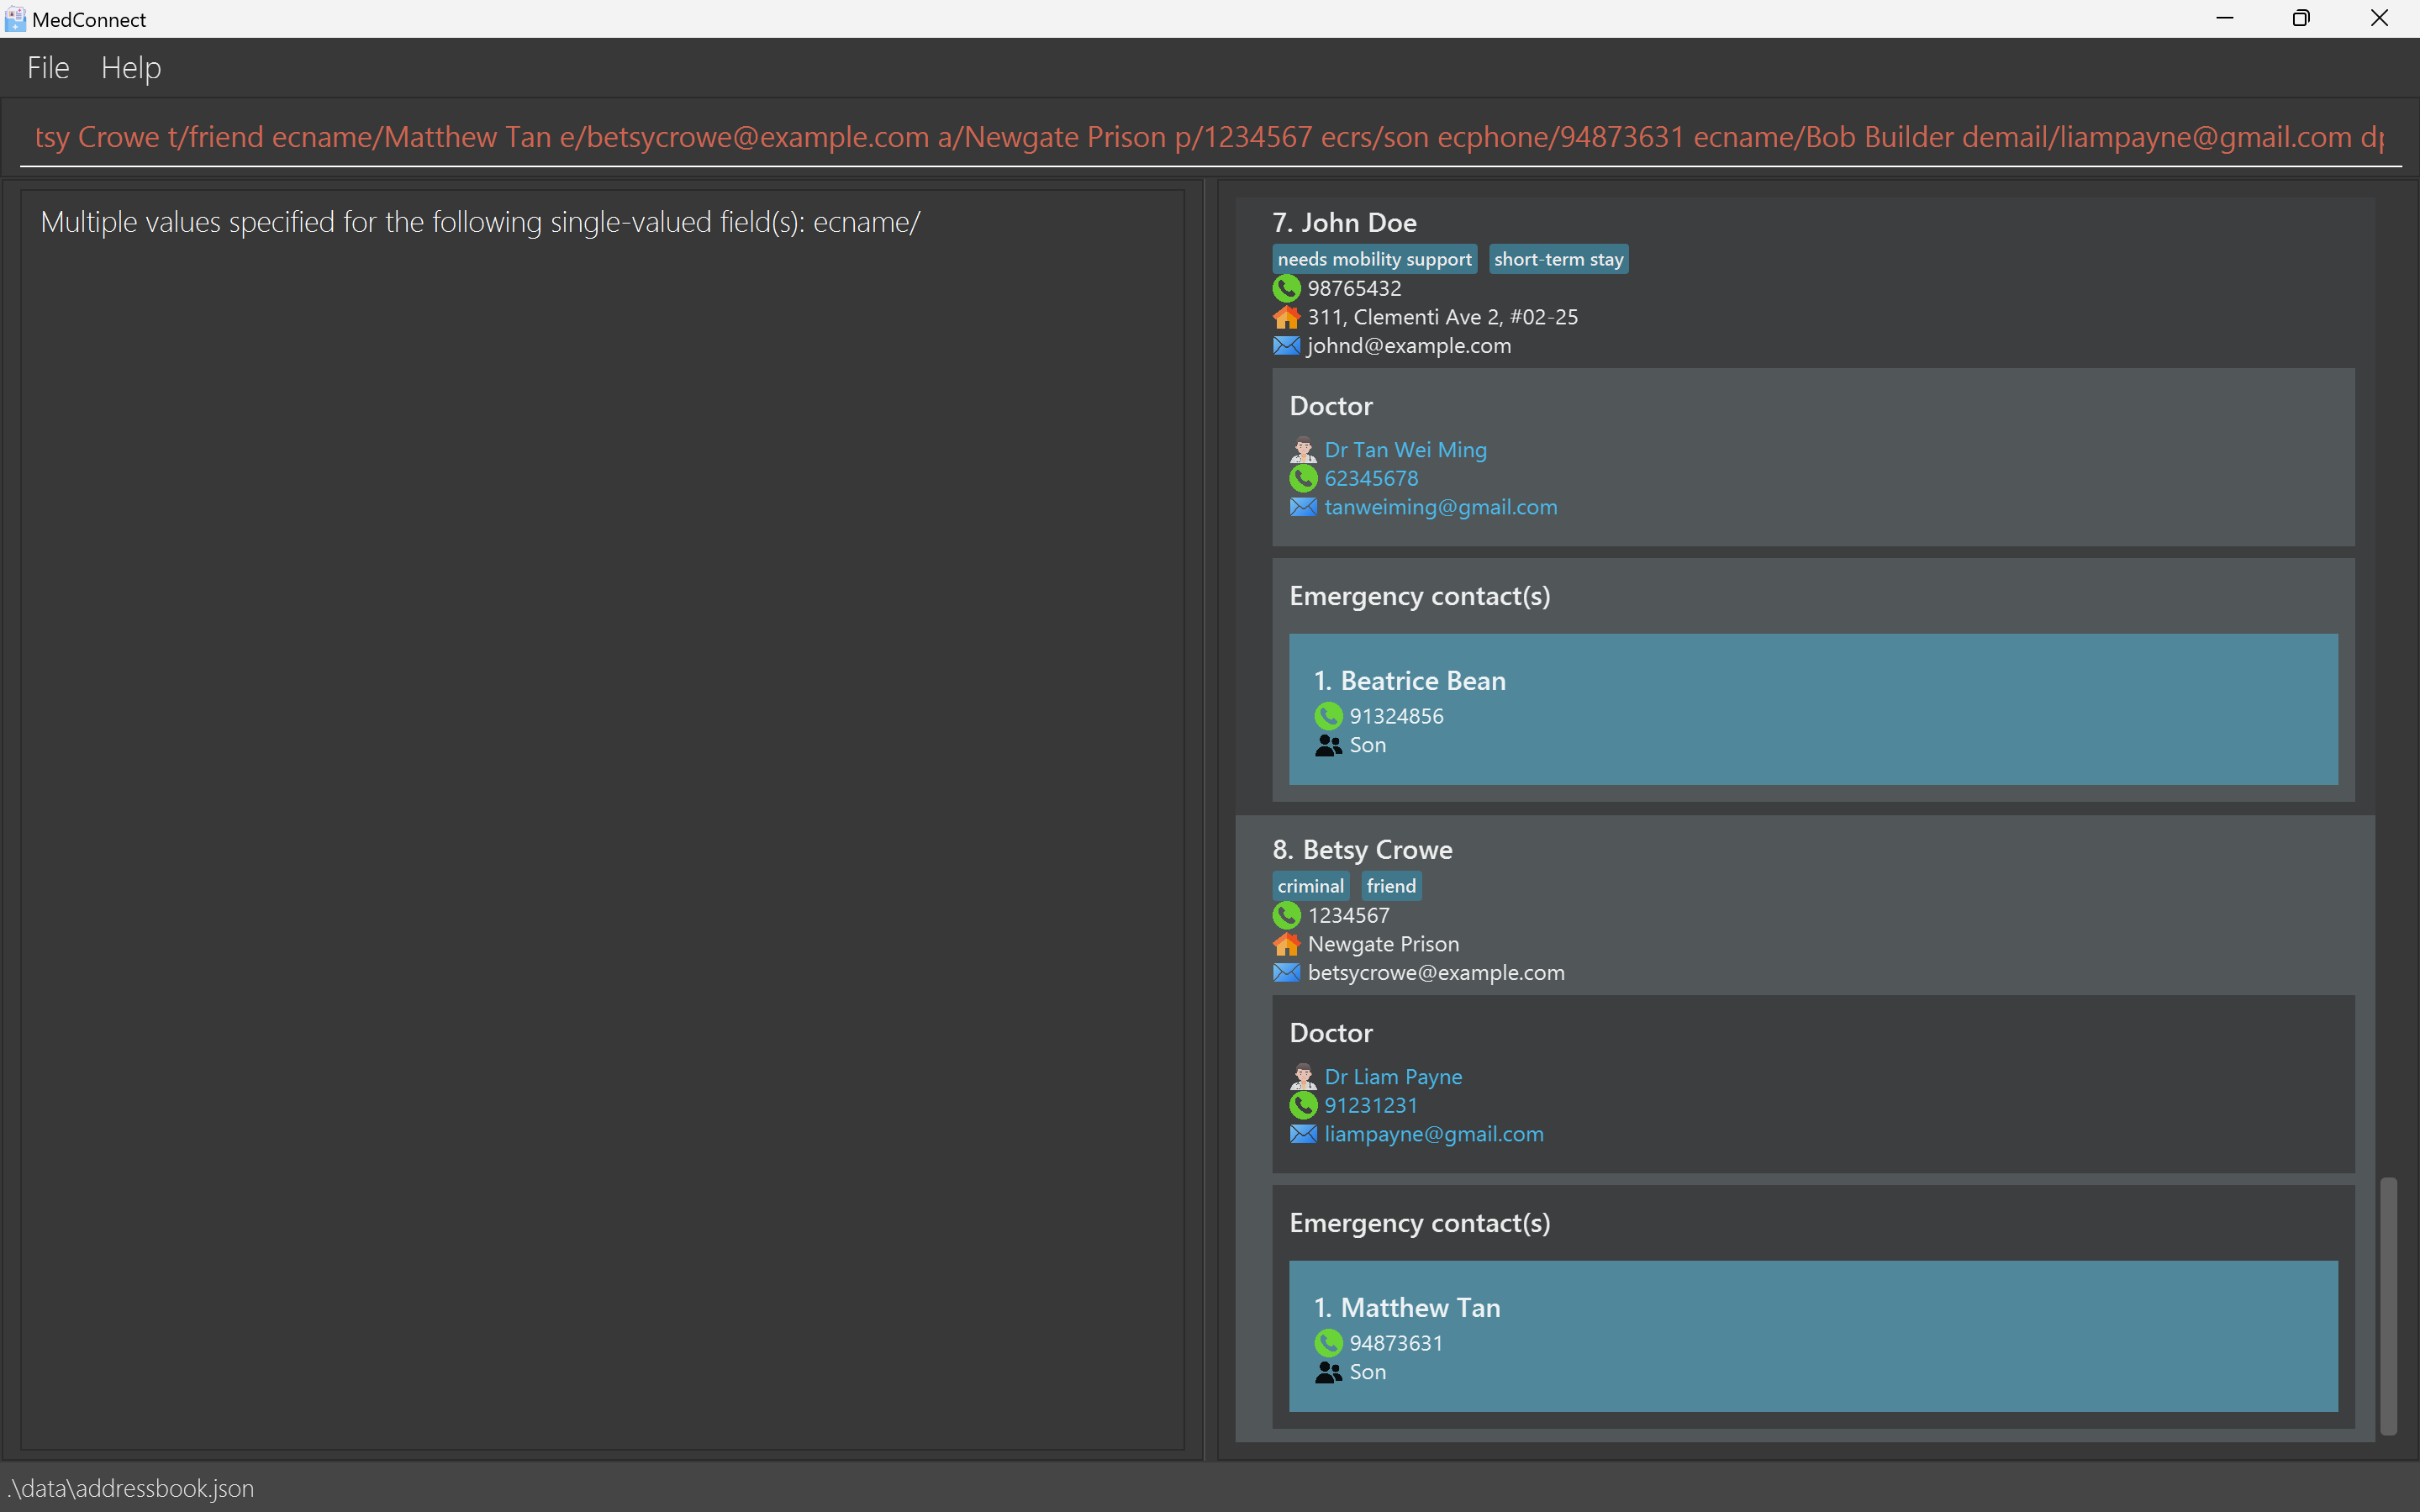 MedConnect
File Help
tsy Crowe t/friend ecname/Matthew Tan e/betsycrowe@example.com a/Newgate Prison p/1234567 ecrs/son ecphone/94873631 ecname/Bob Builder demail/liampayne@gmail.com dp
Multiple values specified for the following single-valued field(s): ecname/
7. John Doe
needs mobility support short-term stay
98765432
311, Clementi Ave 2, #02-25
johnd@example.com
Doctor
Dr Tan Wei Ming
62345678
tanweiming@gmail.com
Emergency contact(s)
1. Beatrice Bean
91324856
Son
8. Betsy Crowe
criminal friend
1234567
Newgate Prison
betsycrowe@example.com
Doctor
Dr Liam Payne
91231231
liampayne@gmail.com
Emergency contact(s)
1. Matthew Tan
94873631
Son
.\data\addressbook.json